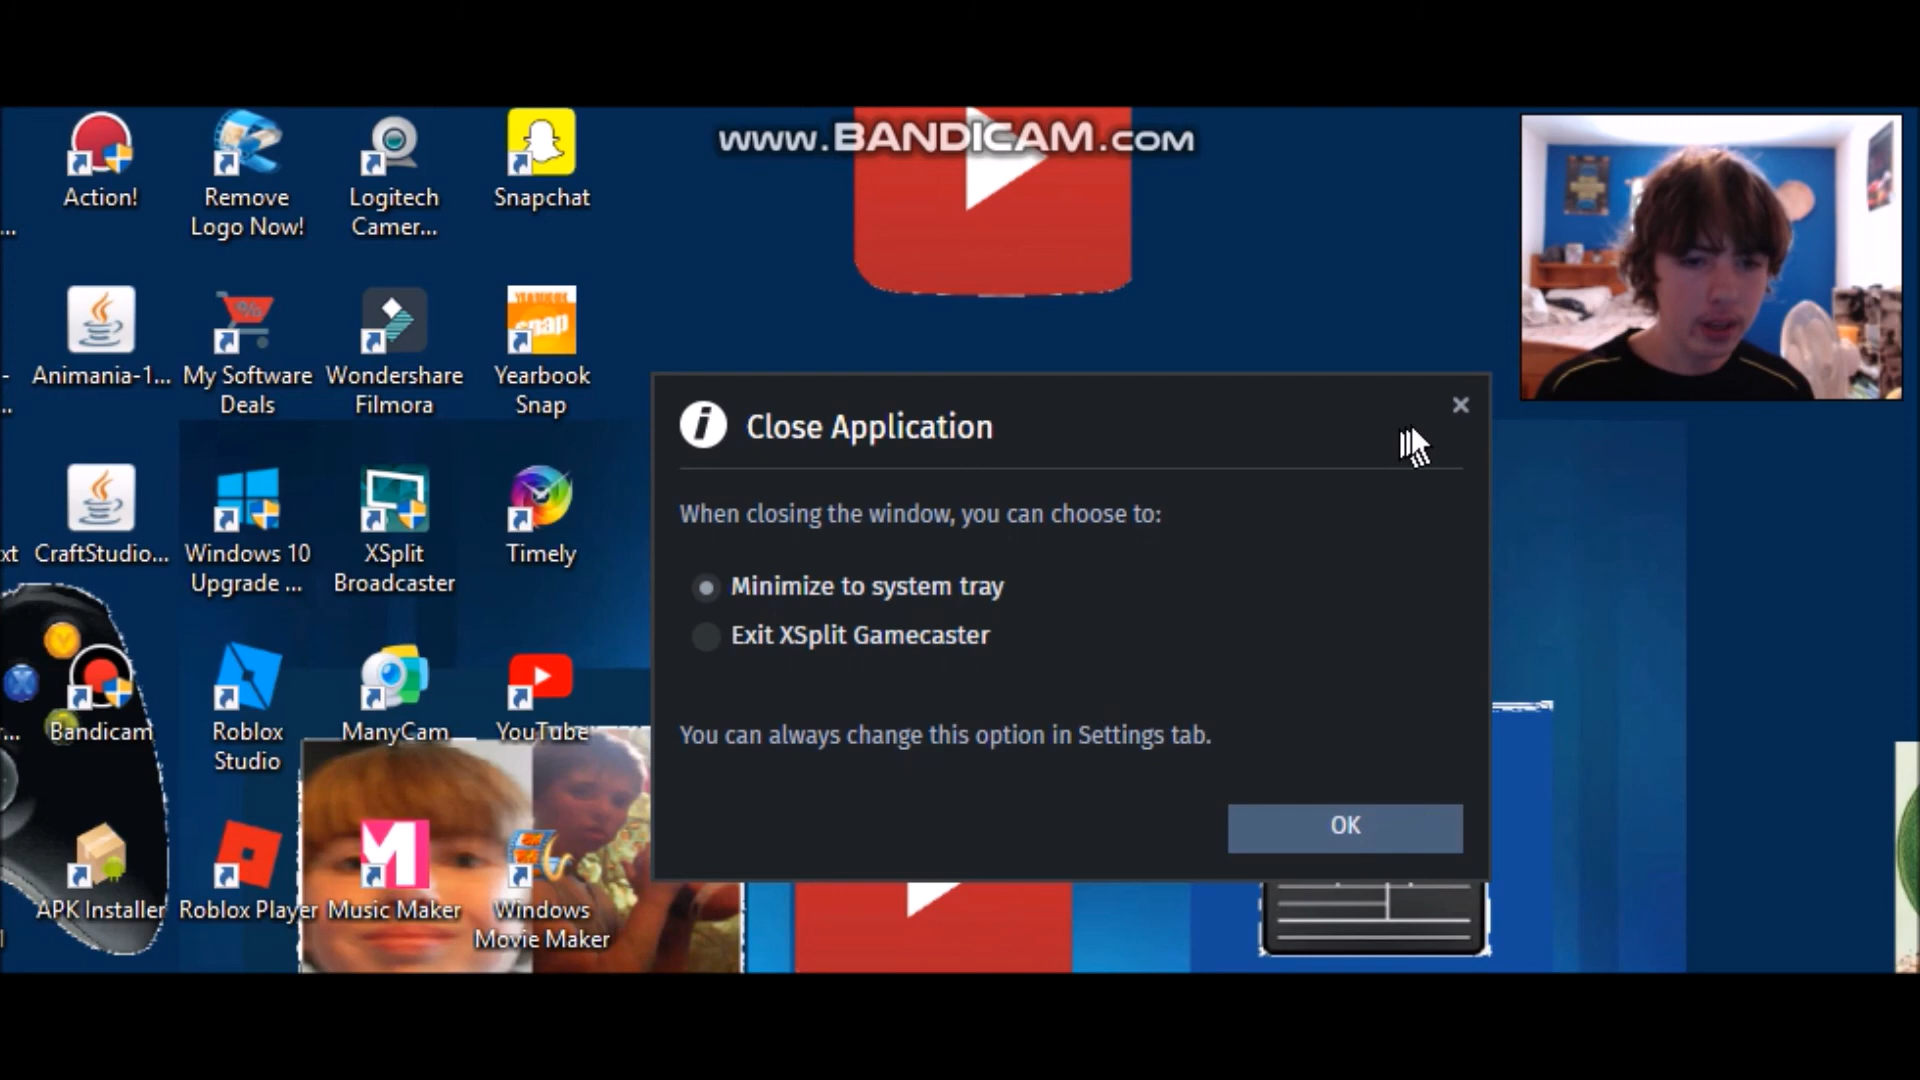 www.BANDICAM.com
Action!
Remove
Logo Now!
Logitech
Camer...
Snapchat
...
Animania-1...
My Software
Deals
Wondershare
Filmora
YEARBOOK
snap
Yearbook
Snap
-
..
Close Application
When closing the window, you can choose to:
Minimize to system tray
Exit XSplit Gamecaster
You can always change this option in Settings tab.
OK
xt
CraftStudio...
Windows 10
Upgrade ...
XSplit
Broadcaster
Timely
Y
X
r...
Bandicam
Roblox
Studio
ManyCam
YouTube
APK Installer
Roblox Player
Music Maker
Windows
Movie Maker